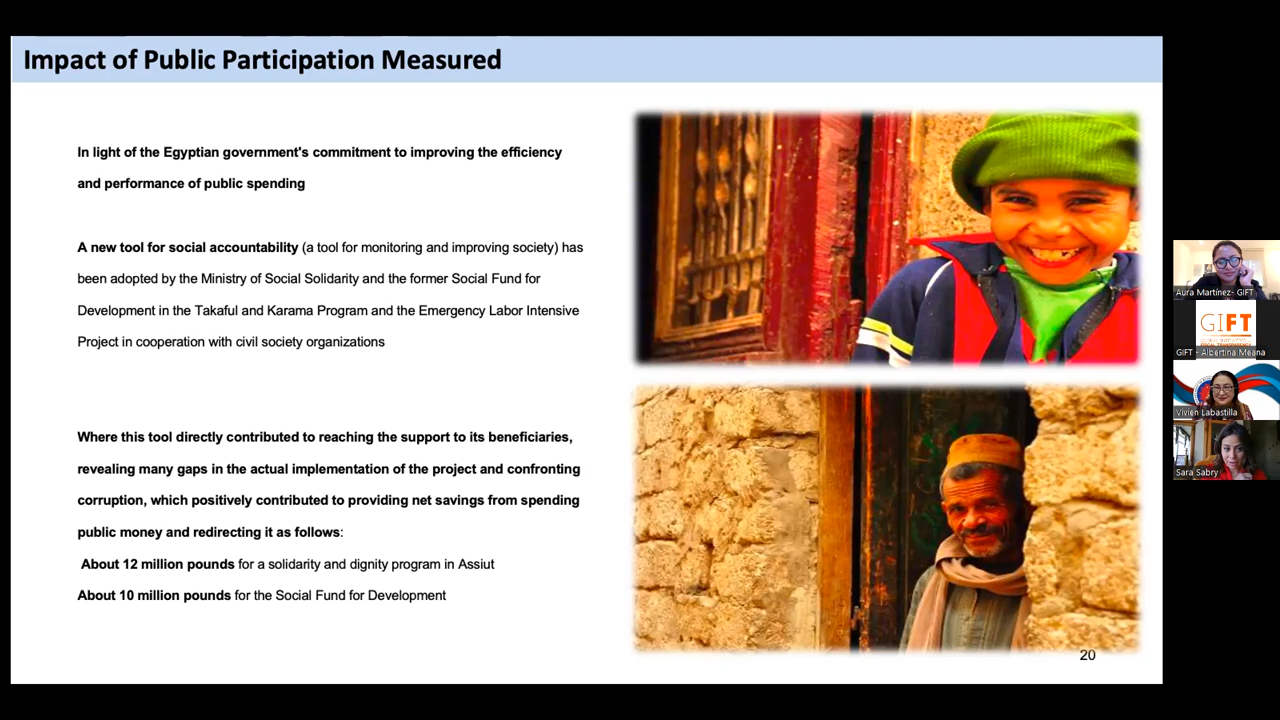 Impact of Public Participation Measured
In light of the Egyptian government's commitment to improving the efficiency
and performance of public spending
A new tool for social accountability (a tool for monitoring and improving society) has
been adopted by the Ministry of Social Solidarity and the former Social Fund for
Development in the Takaful and Karama Program and the Emergency Labor Intensive
Project in cooperation with civil society organizations
Where this tool directly contributed to reaching the support to its beneficiaries,
revealing many gaps in the actual implementation of the project and confronting
corruption, which positively contributed to providing net savings from spending
public money and redirecting it as follows:
About 12 million pounds for a solidarity and dignity program in Assiut
About 10 million pounds for the Social Fund for Development
20
Aura Martínez- GIFT
GIFT
GIFT - Albertina Meana
Vivien Labastilla
Sara Sabry